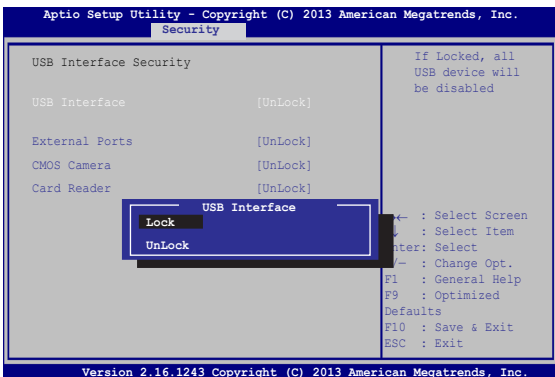 Aptio Setup Utility - Copyright (C) 2013 American Megatrends, Inc.
Security
USB Interface Security
USB Interface [UnLock]
External Ports [UnLock]
CMOS Camera [UnLock]
Card Reader [UnLock]
USB Interface
Lock
UnLock
If Locked, all
USB device will
be disabled
: Select Screen
: Select Item
: Select
: Change Opt.
F1 : General Help
F9 : Optimized
Defaults
F10 : Save & Exit
ESC : Exit
Version 2.16.1243 Copyright (C) 2013 American Megatrends, Inc.